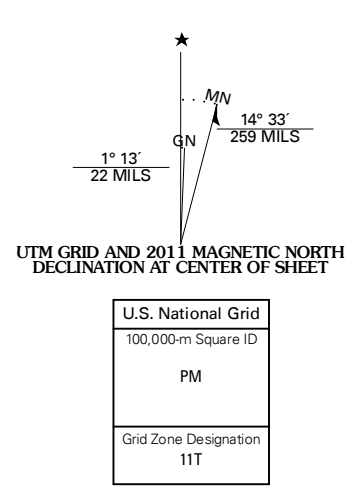 ★
MN
GN
14° 33´
259 MILS
1° 13´
22 MILS
UTM GRID AND 2011 MAGNETIC NORTH
DECLINATION AT CENTER OF SHEET
U.S. National Grid
100,000-m Square ID
PM
Grid Zone Designation
11T